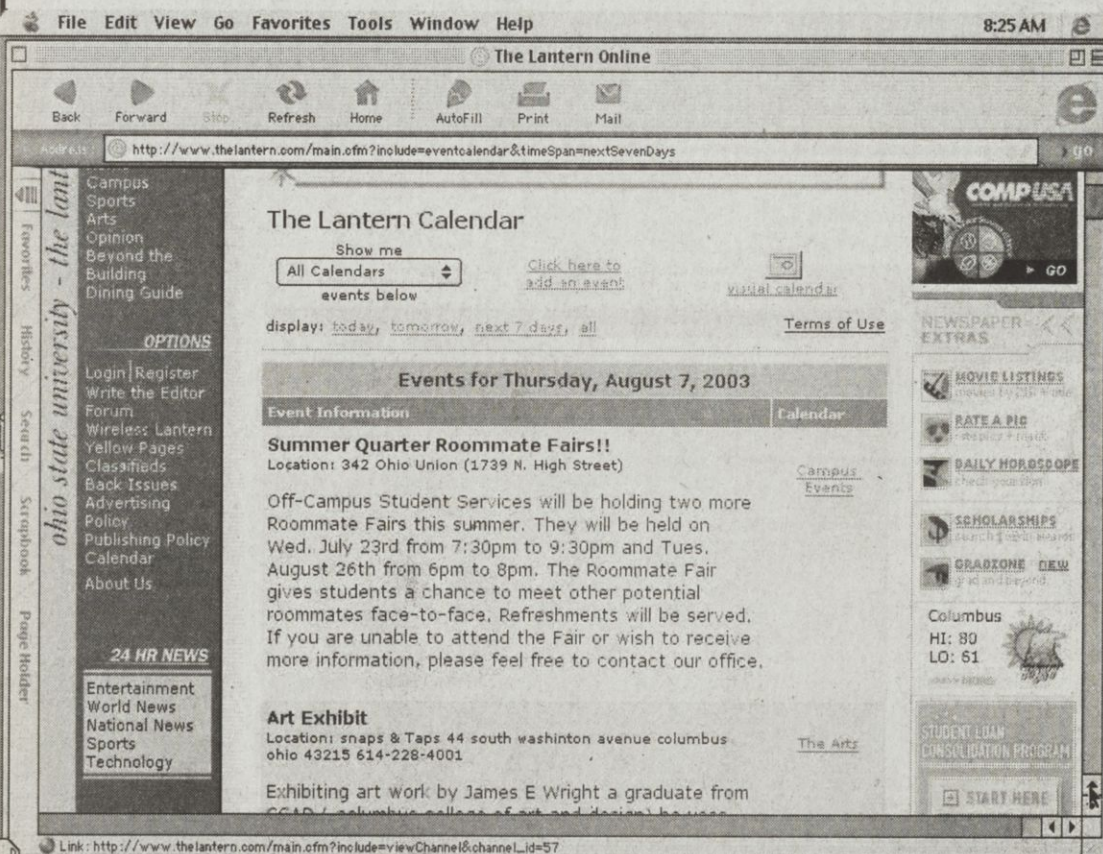 File Edit View Go Favorites Tools Window Help 8:25 AM
The Lantern Online
Back Forward Stop Refresh Home AutoFill Print Mail
Address: http://www.thelantern.com/main.cfm?include=eventcalendar&timeSpan=nextSevenDays go
Favorites
History
Search
Scrapbook
Page Holder
ohio state university - the lant
Campus
Sports
Arts
Opinion
Beyond the
Building
Dining Guide
OPTIONS
Login|Register
Write the Editor
Forum
Wireless Lantern
Yellow Pages
Classifieds
Back Issues
Advertising
Policy
Publishing Policy
Calendar
About Us
24 HR NEWS
Entertainment
World News
National News
Sports
Technology
The Lantern Calendar
Show me
All Calendars
events below
Click here to
add an event
visual calendar
display: today, tomorrow, next 7 days, all
Terms of Use
Events for Thursday, August 7, 2003
Event Information Calendar
Summer Quarter Roommate Fairs!!
Location: 342 Ohio Union (1739 N. High Street)
Campus
Events
Off-Campus Student Services will be holding two more
Roommate Fairs this summer. They will be held on
Wed. July 23rd from 7:30pm to 9:30pm and Tues.
August 26th from 6pm to 8pm. The Roommate Fair
gives students a chance to meet other potential
roommates face-to-face. Refreshments will be served.
If you are unable to attend the Fair or wish to receive
more information, please feel free to contact our office.
Art Exhibit
Location: snaps & Taps 44 south washinton avenue columbus
ohio 43215 614-228-4001
The Arts
Exhibiting art work by James E Wright a graduate from
COMPUSA
GO
NEWSPAPER
EXTRAS
MOVIE LISTINGS
RATE A PIC
DAILY HOROSCOPE
check your sign
SCHOLARSHIPS
GRADZONE new
grad and beyond
Columbus
HI: 80
LO: 61
STUDENT LOAN
CONSOLIDATION PROGRAM
START HERE
Link: http://www.thelantern.com/main.cfm?include=viewChannel&channel_id=57